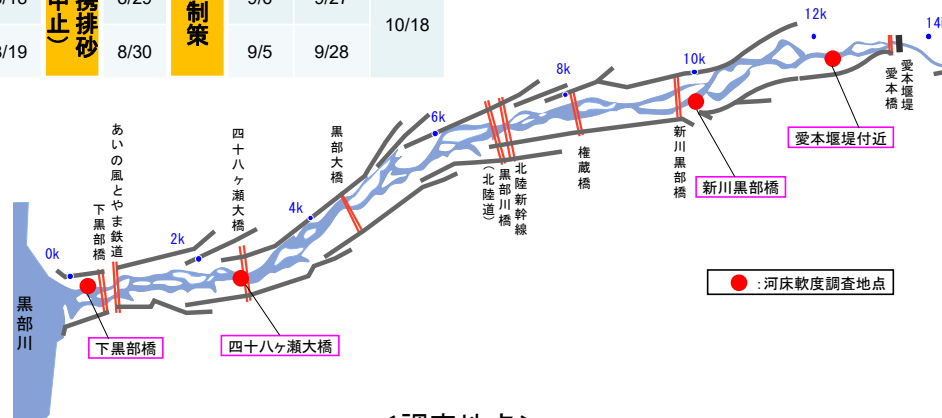 携排砂
中止）
制策
8/29
9/27
10/18
8/19
8/30
9/5
9/28
12k
14k
10k
8k
6k
4k
2k
0k
愛本堰堤
愛本橋
愛本堰堤付近
新川黒部橋
新川黒部橋
権蔵橋
北陸新幹線
黒部川橋
（北陸道）
黒部大橋
四十八ヶ瀬大橋
あいの風とやま鉄道
下黒部橋
黒部川
下黒部橋
四十八ヶ瀬大橋
：河床軟度調査地点